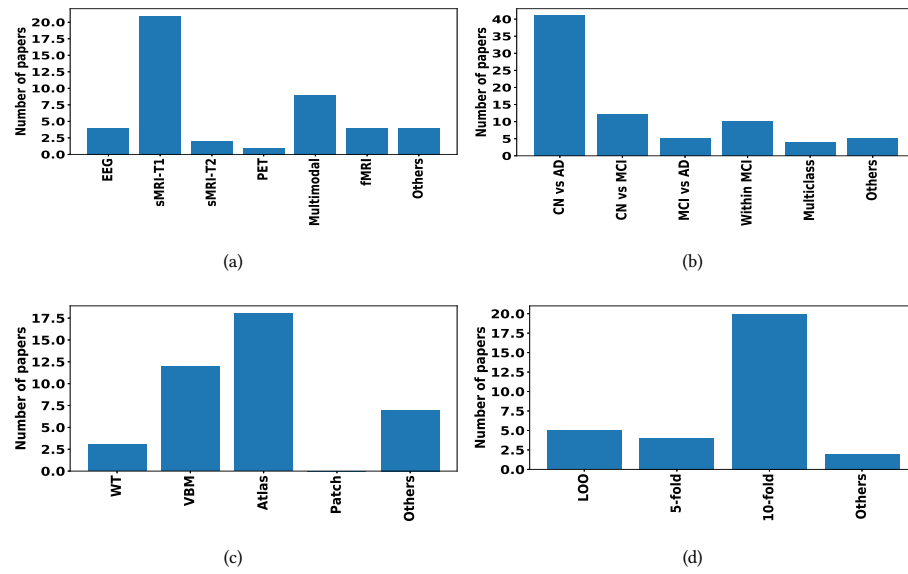 Number of papers
20.0
17.5
15.0
12.5
10.0
7.5
5.0
2.5
0.0
EEG
sMRI-T1
sMRI-T2
PET
Multimodal
fMRI
Others
(a)
Number of papers
40
35
30
25
20
15
10
5
0
CN vs AD
CN vs MCI
MCI vs AD
Within MCI
Multiclass
Others
(b)
Number of papers
17.5
15.0
12.5
10.0
7.5
5.0
2.5
0.0
WT
VBM
Atlas
Patch
Others
(c)
Number of papers
20.0
17.5
15.0
12.5
10.0
7.5
5.0
2.5
0.0
LOO
5-fold
10-fold
Others
(d)